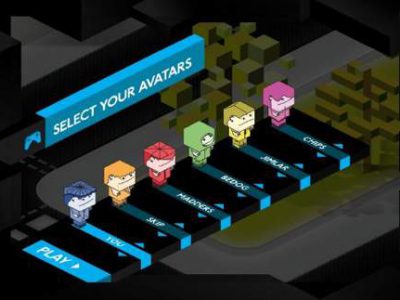 SELECT YOUR AVATARS
CHIPS
JIMLAR
BEDOG
MADDERS
SKIP
YOU
PLAY